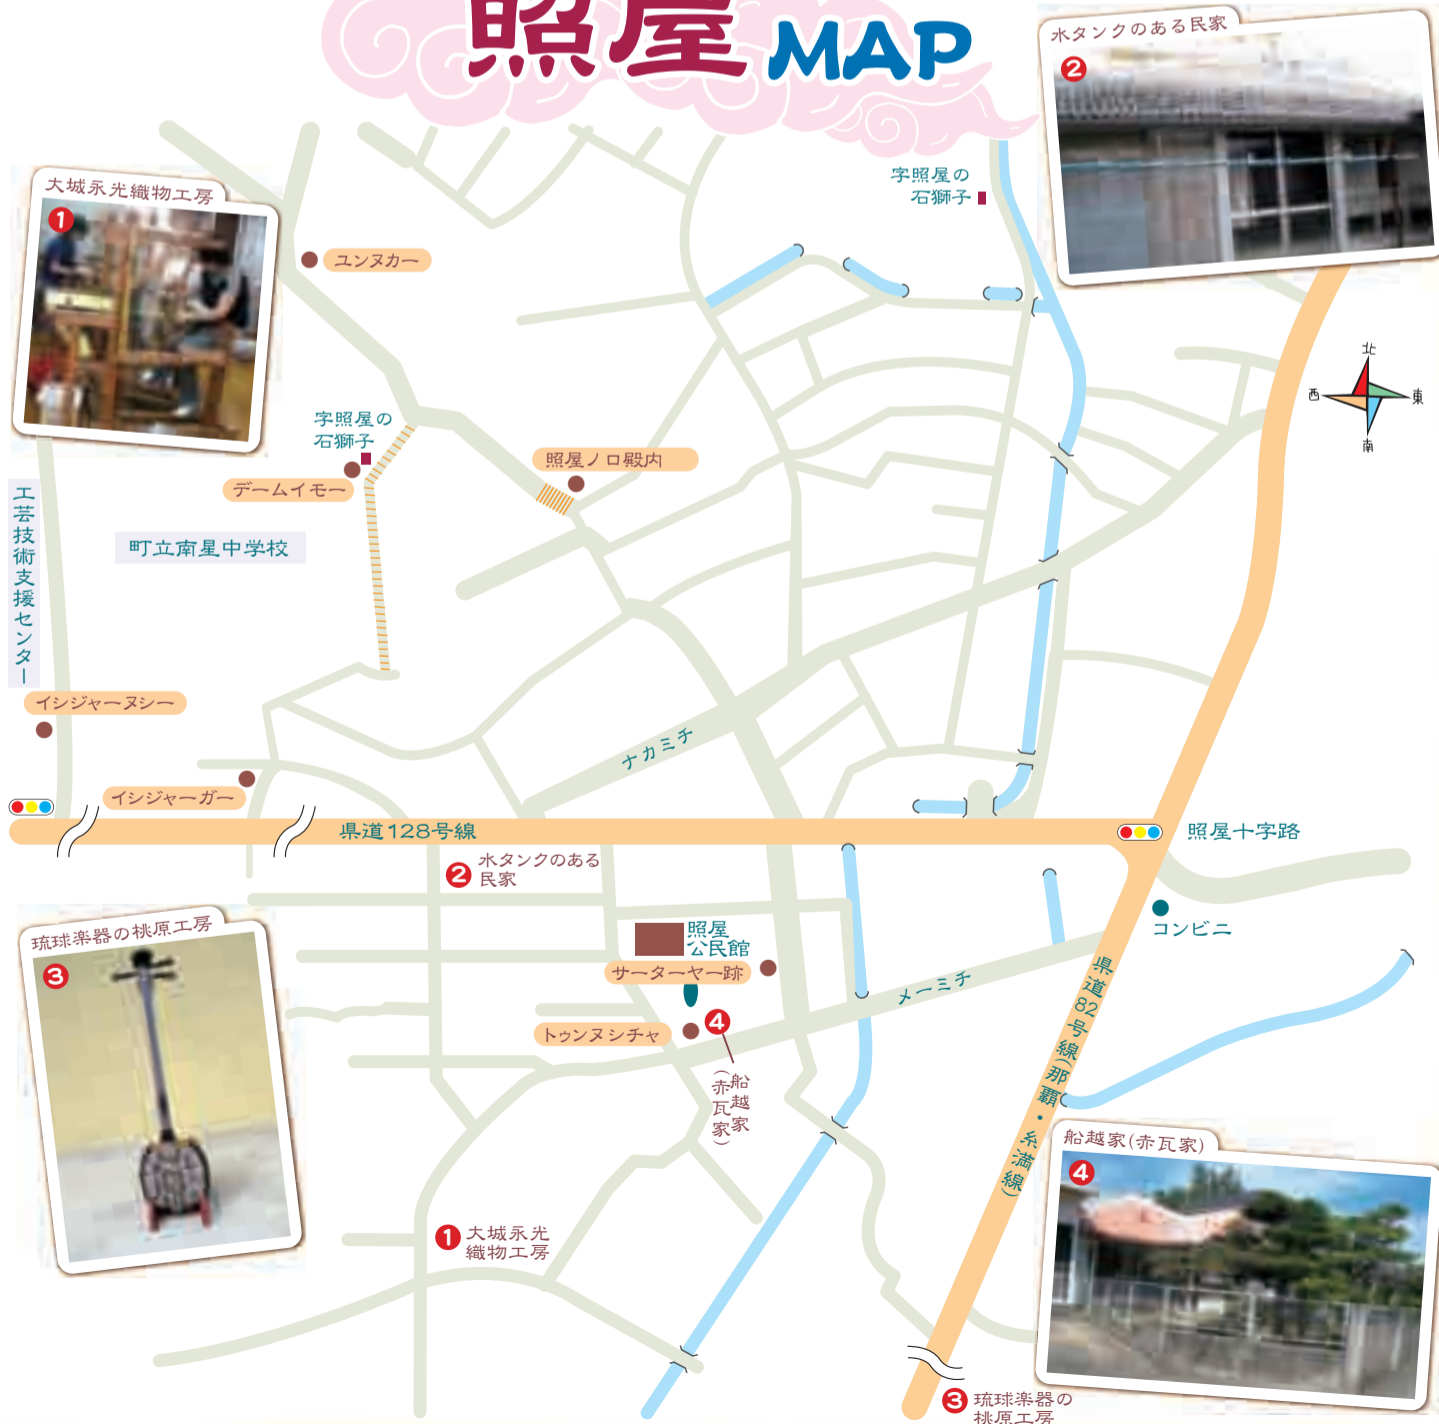 照屋MAP
水タンクのある民家
2
大城永光織物工房
1
字照屋の
石獅子
ユンヌカー
北
西
東
南
字照屋の
石獅子
デームイモー
照屋ノロ殿内
工芸技術支援センター
町立南星中学校
イシジャーヌシー
イシジャーガー
ナカミチ
県道128号線
照屋十字路
2 水タンクのある
民家
コンビニ
琉球楽器の桃原工房
3
照屋
公民館
サーターヤー跡
メーミチ
県道82号線(那覇・糸満線)
トゥンヌシチャ
4
船越家
(赤瓦家)
船越家(赤瓦家)
4
1 大城永光
織物工房
3 琉球楽器の
桃原工房